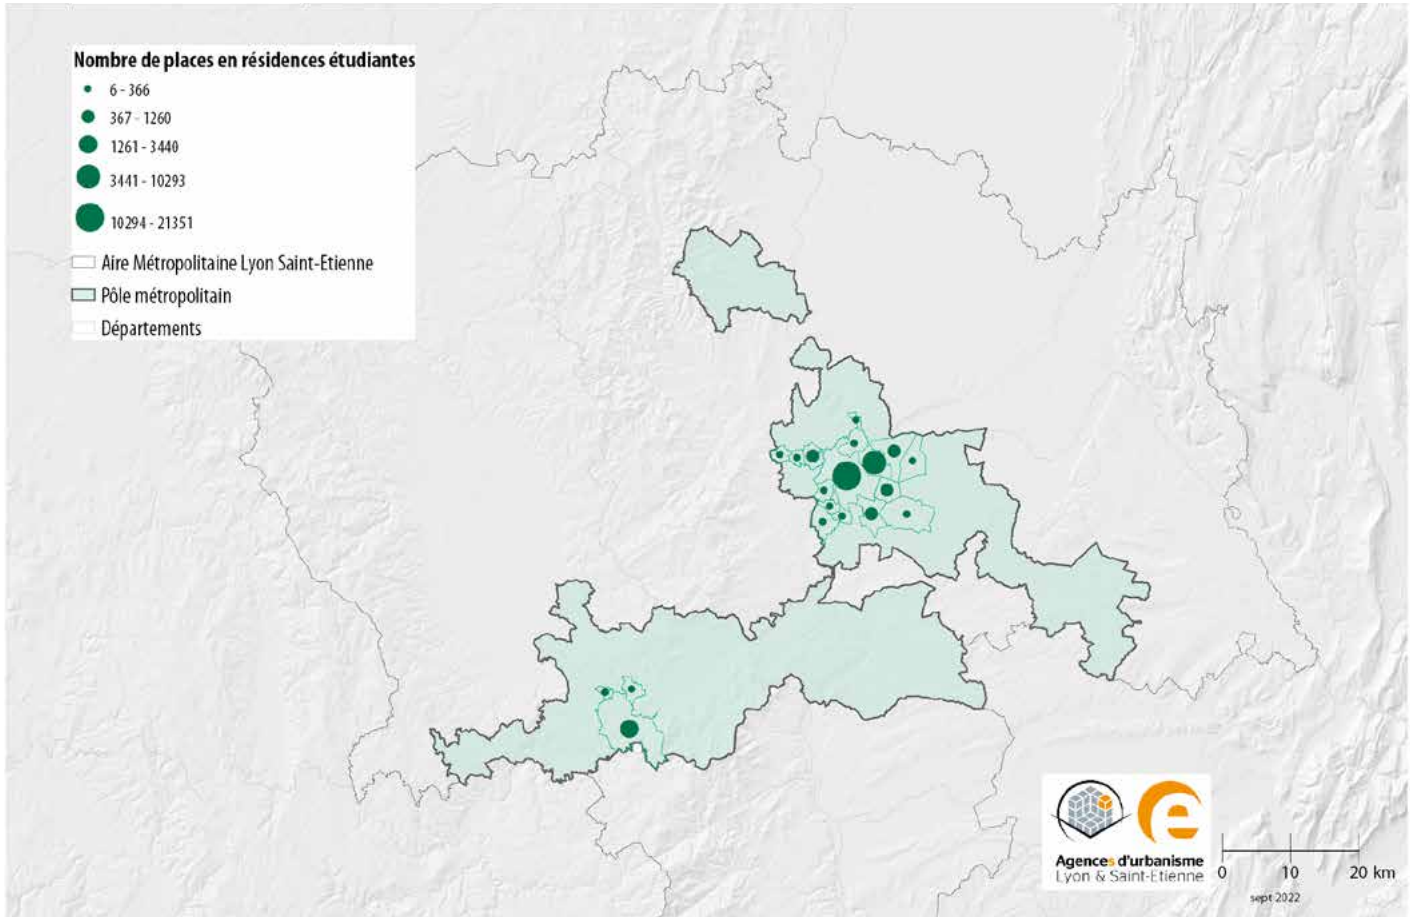 Nombre de places en résidences étudiantes
6 - 366
367 - 1260
1261 - 3440
3441 - 10293
10294 - 21351
Aire Métropolitaine Lyon Saint-Etienne
Pôle métropolitain
Départements
e
Agences d'urbanisme
Lyon & Saint-Etienne
0 10 20 km
sept 2022